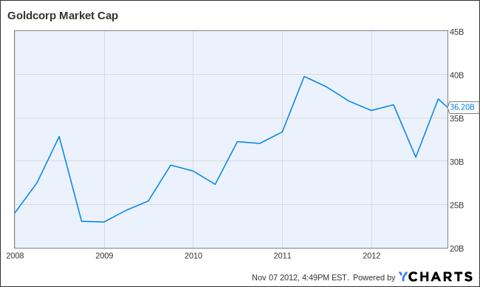 Goldcorp Market Cap
45B
40B
36.20B
35B
30B
25B
20B
2008 2009 2010 2011 2012
Nov 07 2012, 4:49PM EST. Powered by YCHARTS